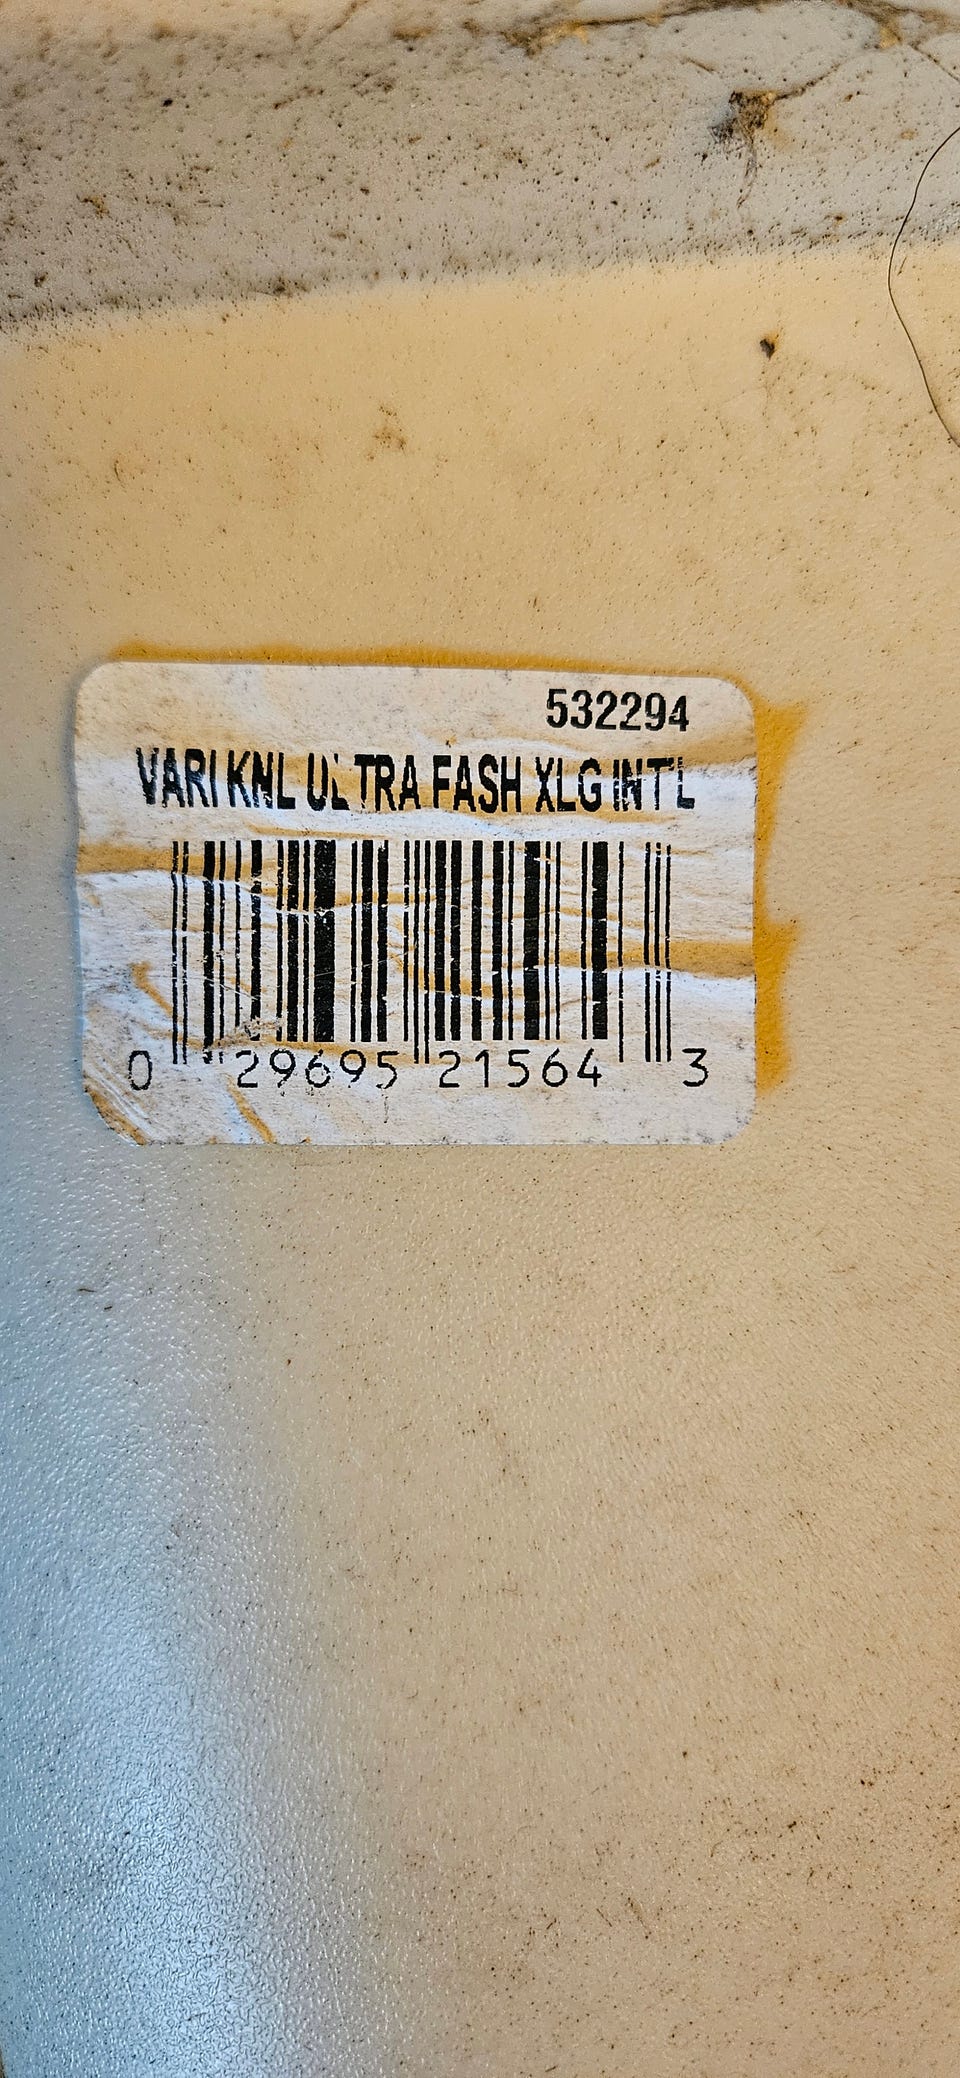 532294
VARI KNL ULTRA FASH XLG INT'L
0 29695 21564 3